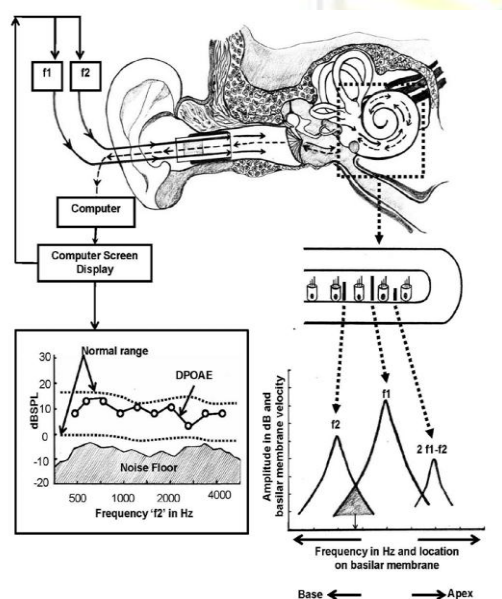 f1
f2
Computer
Computer Screen
Display
Normal range
DPOAE
Noise Floor
dBSPL
30
20
10
0
-10
-20
500
1000
2000
4000
Frequency ‘f2’ in Hz
Amplitude in dB and
basilar membrane velocity
f2
f1
2 f1-f2
Frequency in Hz and location
on basilar membrane
Base
Apex